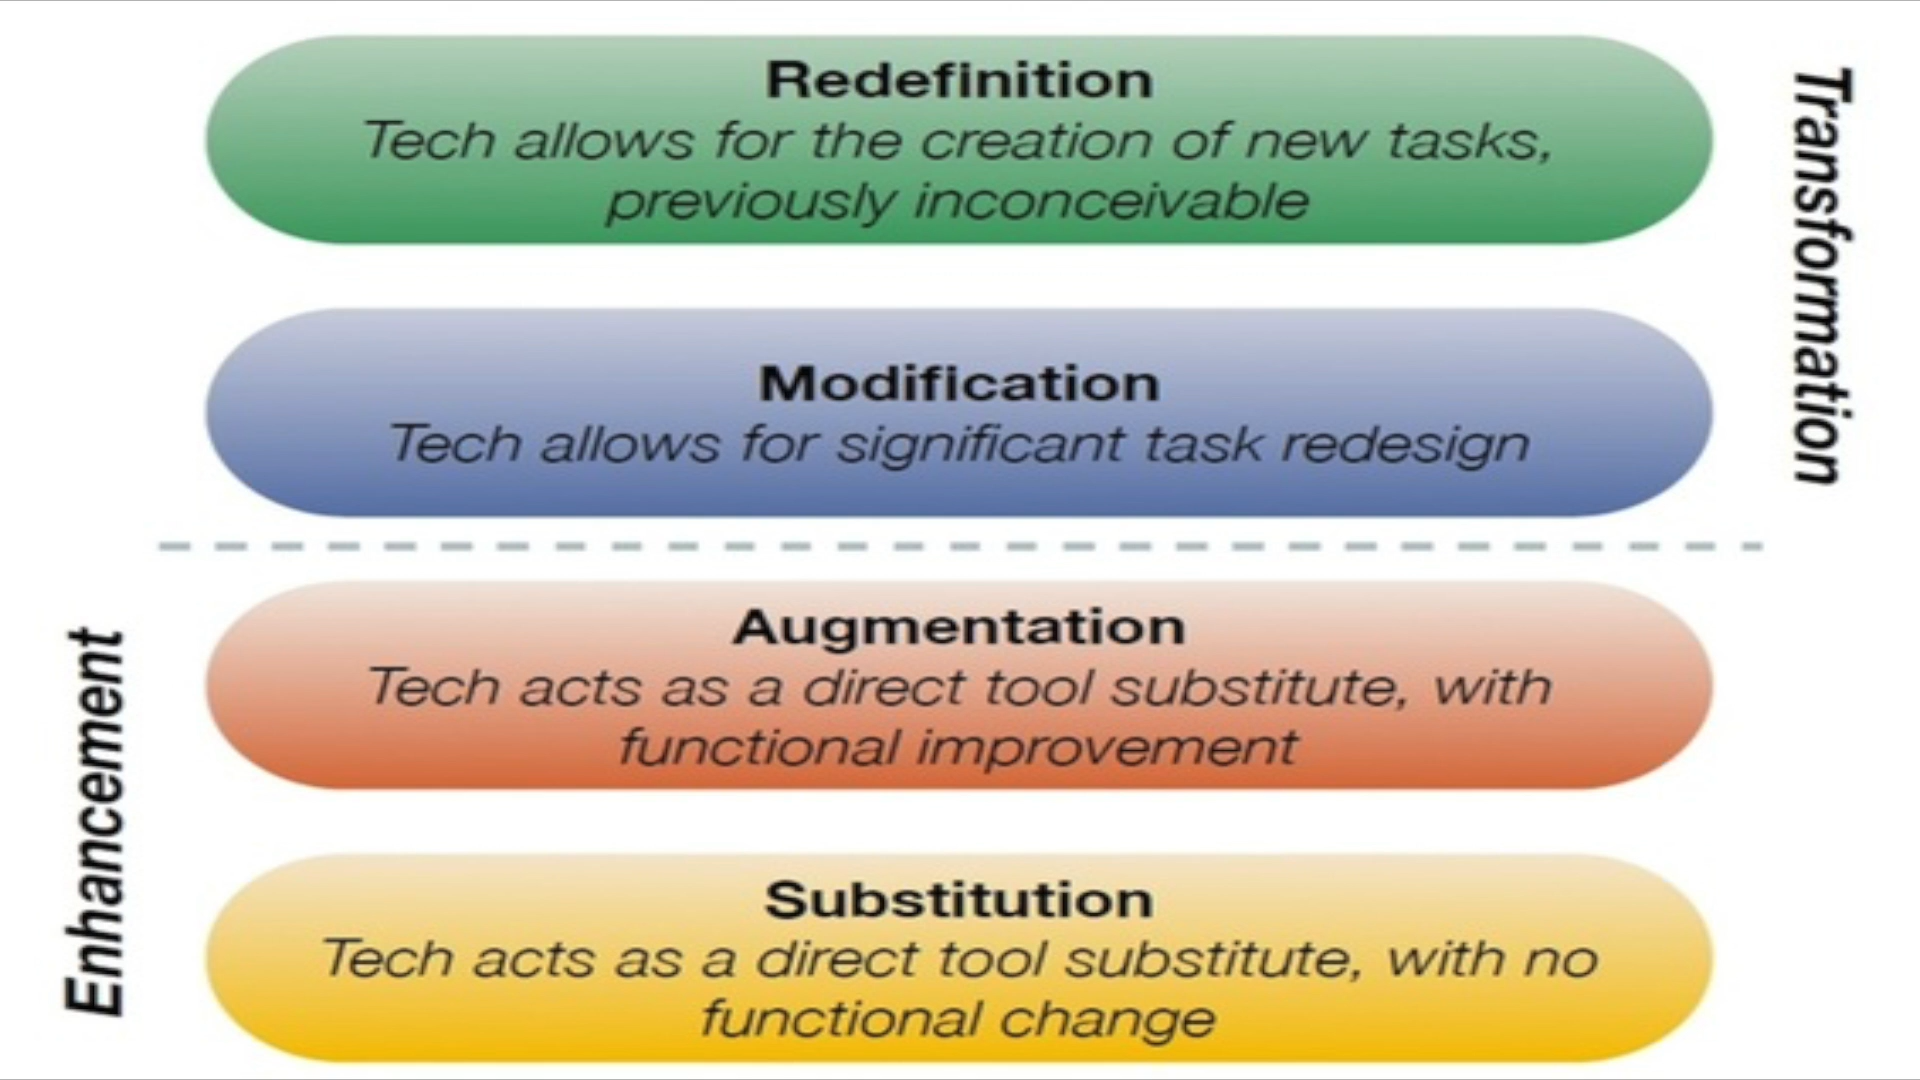 Redefinition
Tech allows for the creation of new tasks,
previously inconceivable
Modification
Tech allows for significant task redesign
Transformation
Augmentation
Tech acts as a direct tool substitute, with
functional improvement
Substitution
Tech acts as a direct tool substitute, with no
functional change
Enhancement